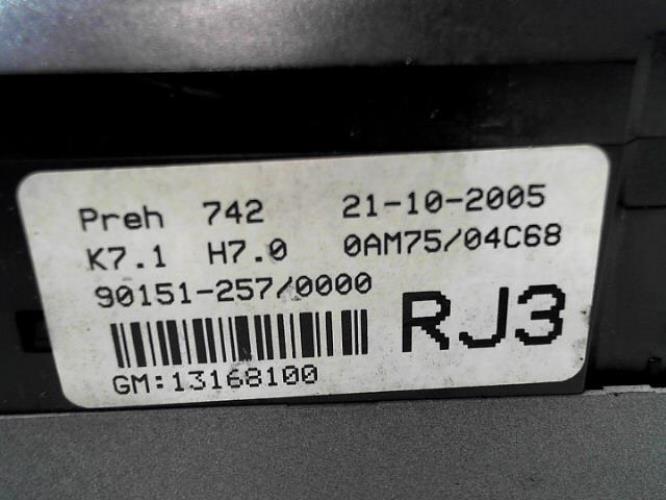 Preh 742 21-10-2005
K7.1 H7.0 0AM75/04C68
90151-257/0000
RJ3
GM:13168100